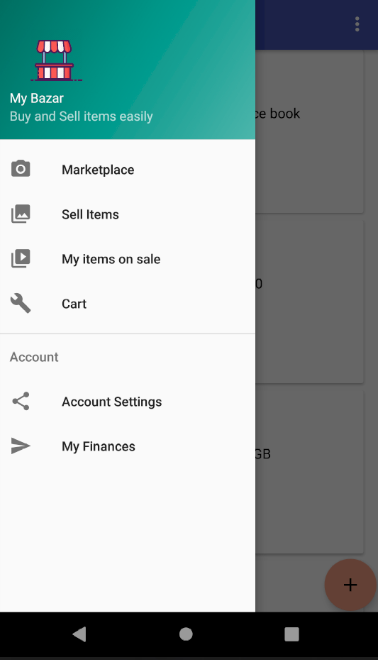 My Bazar
Buy and Sell items easily
Marketplace
Sell Items
My items on sale
Cart
Account
Account Settings
My Finances
book
0
GB